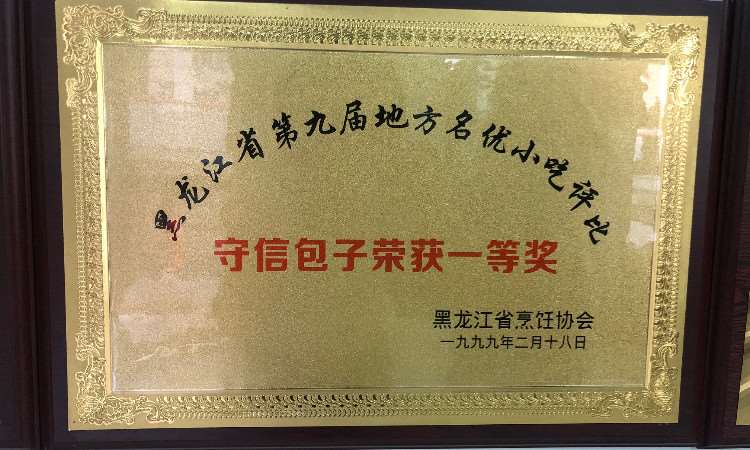 黑龙江省第九届地方名优小吃评比
守信包子荣获一等奖
黑龙江省烹饪协会
一九九九年二月十八日